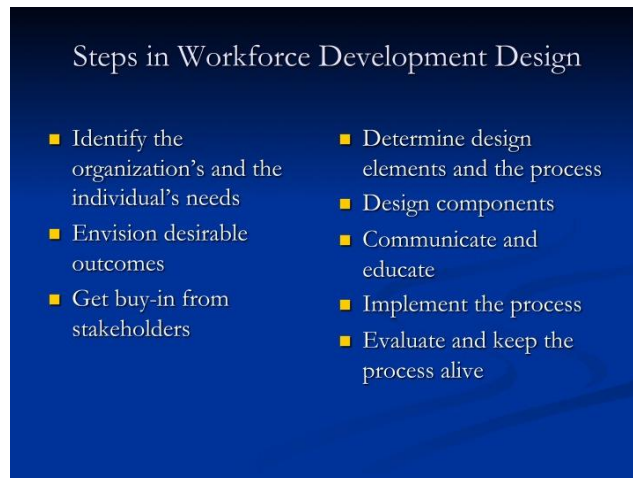 Steps in Workforce Development Design
Identify the
organization's and the
individual's needs
Envision desirable
outcomes
Get buy-in from
stakeholders
Determine design
elements and the process
Design components
Communicate and
educate
Implement the process
Evaluate and keep the
process alive